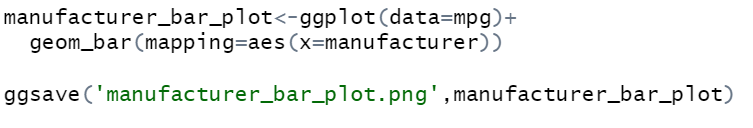 manufacturer_bar_plot<-ggplot(data=mpg)+
  geom_bar(mapping=aes(x=manufacturer))
ggsave('manufacturer_bar_plot.png',manufacturer_bar_plot)